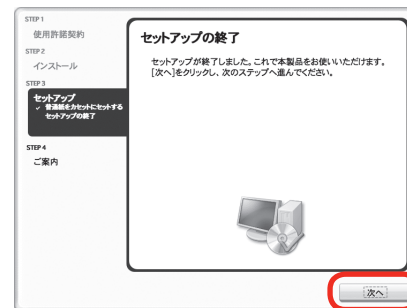 STEP 1
使用許諾契約
STEP 2
インストール
STEP 3
セットアップ
✓ 普通紙をカセットにセットする
セットアップの終了
STEP 4
ご案内
セットアップの終了
セットアップが終了しました。これで本製品をお使いいただけます。
[次へ]をクリックし、次のステップへ進んでください。
次へ